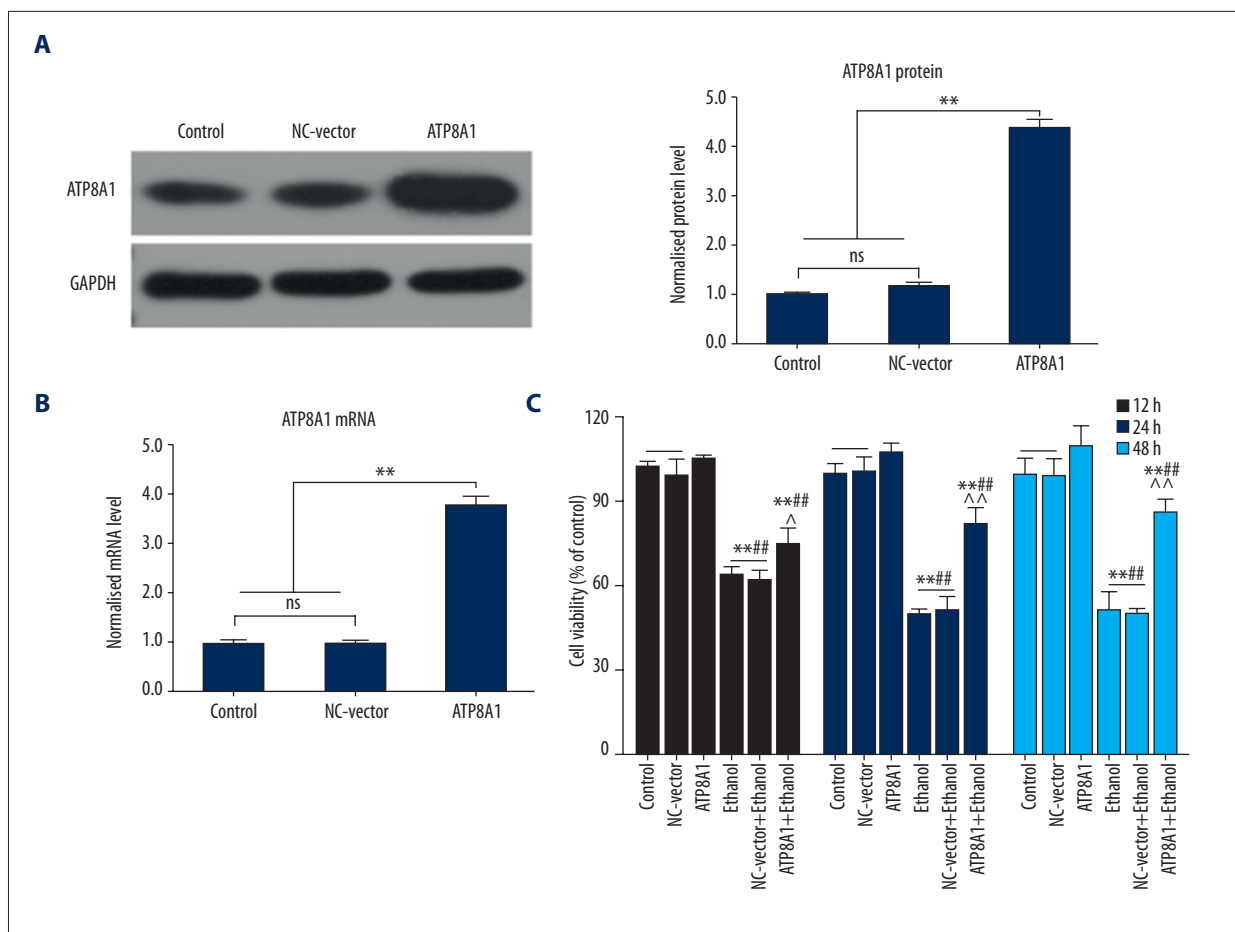 A
Control NC-vector ATP8A1
ATP8A1
GAPDH
ATP8A1 protein
Normalised protein level
5.0
4.0
3.0
2.0
1.0
0.0
**
ns
Control NC-vector ATP8A1
B
ATP8A1 mRNA
Normalised mRNA level
5.0
4.0
3.0
2.0
1.0
0.0
**
ns
Control NC-vector ATP8A1
C
12 h
24 h
48 h
Cell viability (% of control)
120
90
60
30
0
**##
**##
^
**##
**##
^^
**##
**##
^^
Control
NC-vector
ATP8A1
Ethanol
NC-vector+Ethanol
ATP8A1+Ethanol
Control
NC-vector
ATP8A1
Ethanol
NC-vector+Ethanol
ATP8A1+Ethanol
Control
NC-vector
ATP8A1
Ethanol
NC-vector+Ethanol
ATP8A1+Ethanol